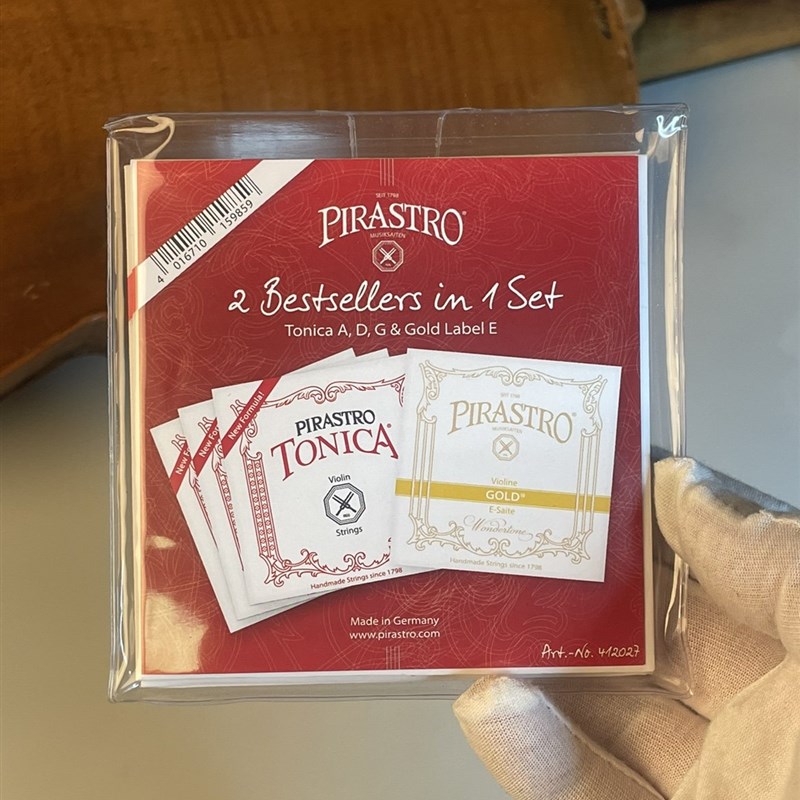 4 016710 159859
SEIT 1798
PIRASTRO®
MUSIKSAITEN
2 Bestsellers in 1 Set
Tonica A, D, G & Gold Label E
New F
New Fo
New Formula!
PIRASTRO
TONICA®
Violin
Strings
Handmade Strings since 1798
SEIT 1798
PIRASTRO®
MUSIKSAITEN
Violine
GOLD®
E-Saite
Wondertone
Handmade Strings since 1798
Made in Germany
www.pirastro.com
Art.-No. 412027